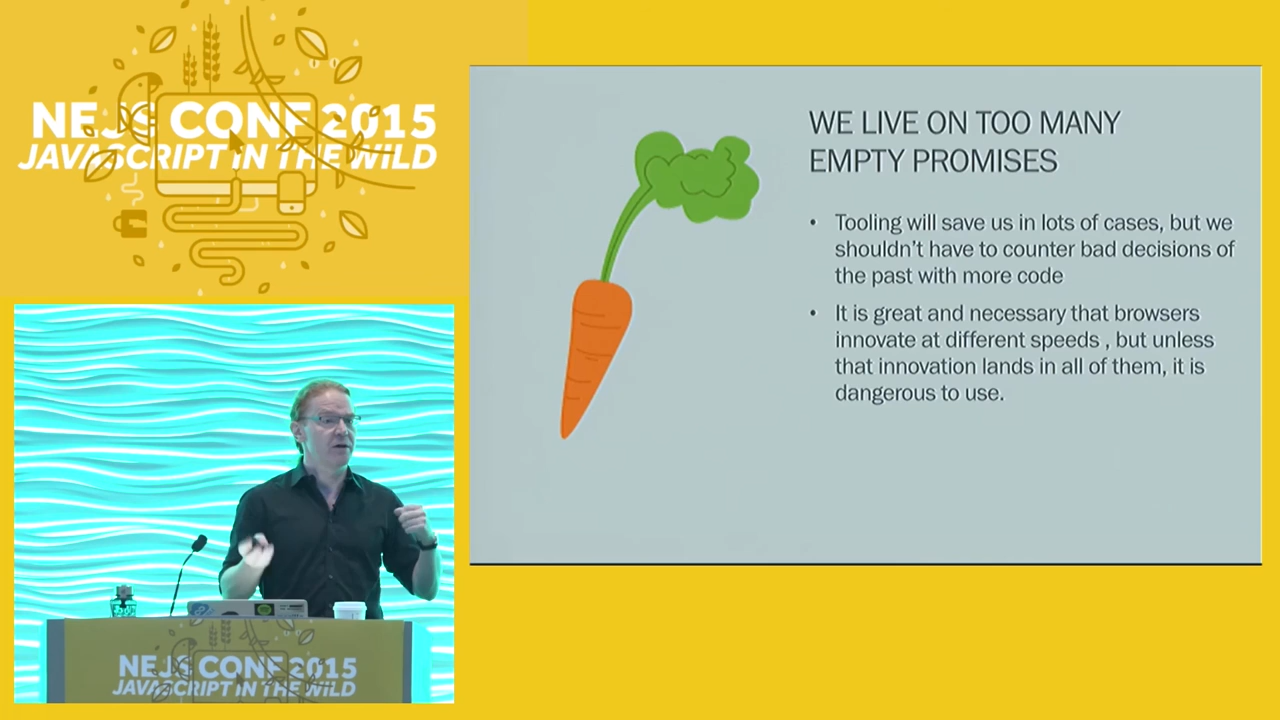 NEJS CONF 2015
JAVASCRIPT IN THE WILD
WE LIVE ON TOO MANY
EMPTY PROMISES
• Tooling will save us in lots of cases, but we
shouldn't have to counter bad decisions of
the past with more code
• It is great and necessary that browsers
innovate at different speeds , but unless
that innovation lands in all of them, it is
dangerous to use.
NEJS CONF 2015
JAVASCRIPT IN THE WILD